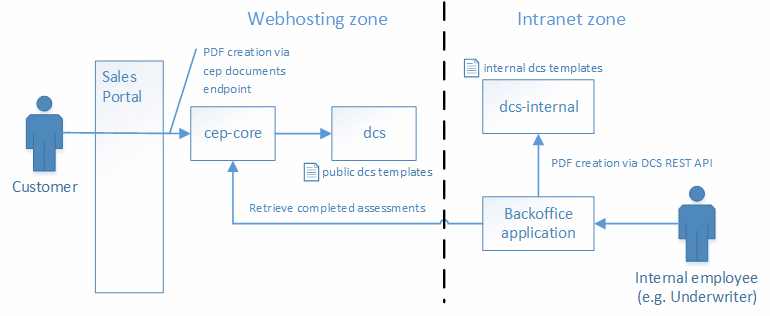 Webhosting zone
Intranet zone
PDF creation via
cep documents
endpoint
Sales
Portal
internal dcs templates
cep-core
dcs
dcs-internal
public dcs templates
PDF creation via DCS REST API
Customer
Retrieve completed assessments
Backoffice
application
Internal employee
(e.g. Underwriter)